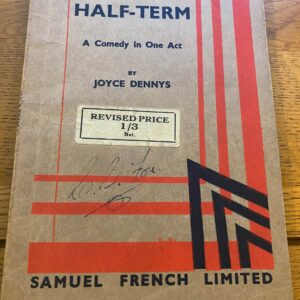 HALF-TERM
A Comedy in One Act
BY
JOYCE DENNYS
REVISED PRICE
1/3
Net.
SAMUEL FRENCH LIMITED